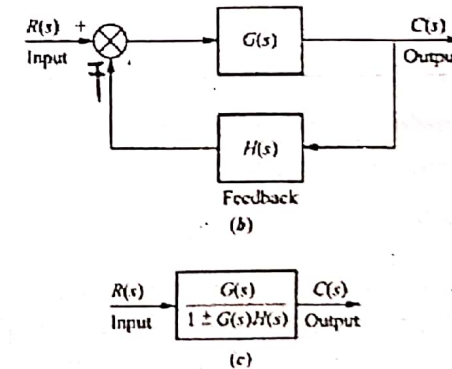 R(s) + G(s) C(s)
Input Output
∓
H(s)
Feedback
(b)
R(s) G(s) C(s)
Input 1 ± G(s)H(s) Output
(c)